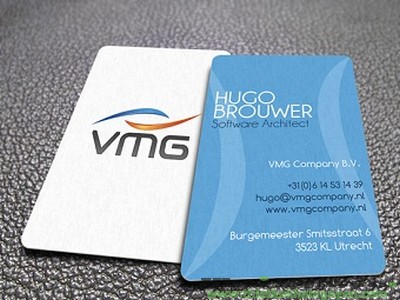 VMG
HUGO
BROUWER
Software Architect
VMG Company B.V.
+31(0)6 14 53 14 39
hugo@vmgcompany.nl
www.vmgcompany.nl
Burgemeester Smitsstraat 6
3523 KL Utrecht